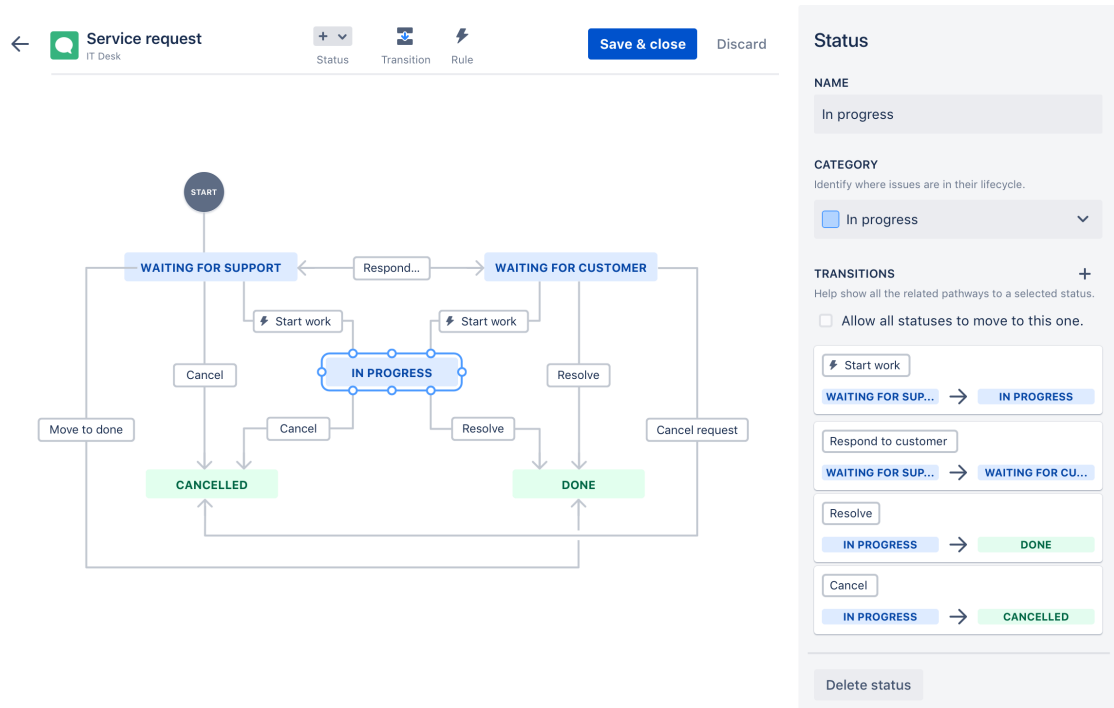 Service request
IT Desk
Status
Transition
Rule
Save & close
Discard
START
WAITING FOR SUPPORT
Respond...
WAITING FOR CUSTOMER
Start work
Start work
Cancel
IN PROGRESS
Resolve
Move to done
Cancel
Resolve
Cancel request
CANCELLED
DONE
Status
NAME
In progress
CATEGORY
Identify where issues are in their lifecycle.
In progress
TRANSITIONS
Help show all the related pathways to a selected status.
Allow all statuses to move to this one.
Start work
WAITING FOR SUP... IN PROGRESS
Respond to customer
WAITING FOR SUP... WAITING FOR CU...
Resolve
IN PROGRESS DONE
Cancel
IN PROGRESS CANCELLED
Delete status